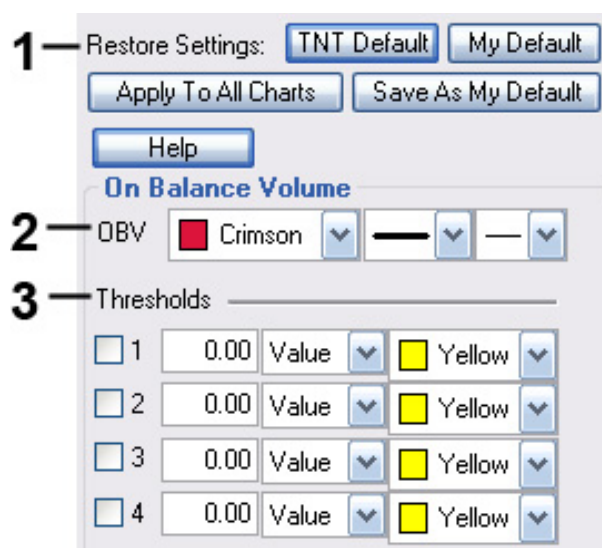 1 Restore Settings: TNT Default My Default
Apply To All Charts Save As My Default
Help
On Balance Volume
2 OBV Crimson
3 Thresholds
1 0.00 Value Yellow
2 0.00 Value Yellow
3 0.00 Value Yellow
4 0.00 Value Yellow